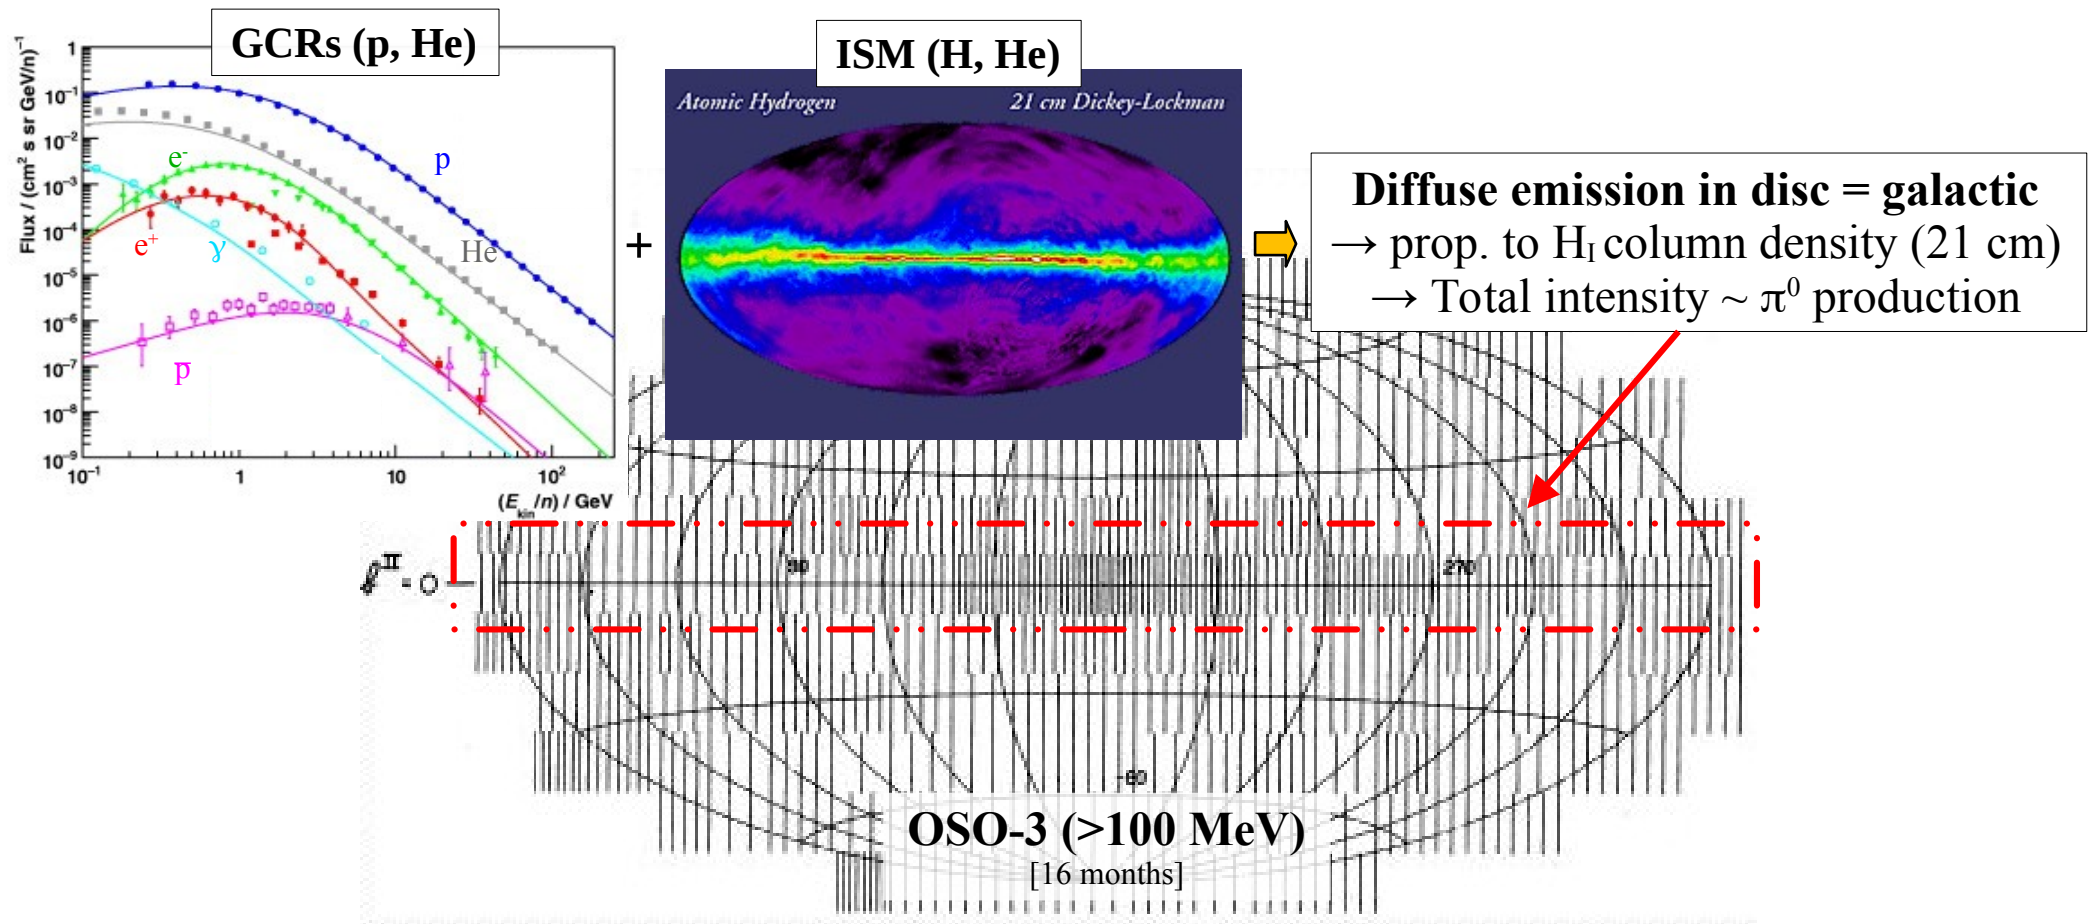 GCRs (p, He)
Flux / (cm² s sr GeV/n)⁻¹
1
10⁻¹
10⁻²
10⁻³
10⁻⁴
10⁻⁵
10⁻⁶
10⁻⁷
10⁻⁸
10⁻⁹
p
e⁻
He
e⁺
γ
p̅
10⁻¹
1
10
10²
(E_kin/n) / GeV
+
ISM (H, He)
Atomic Hydrogen
21 cm Dickey-Lockman
Diffuse emission in disc = galactic
→ prop. to H_I column density (21 cm)
→ Total intensity ~ π⁰ production
= 0
90
270
-60
OSO-3 (>100 MeV)
[16 months]